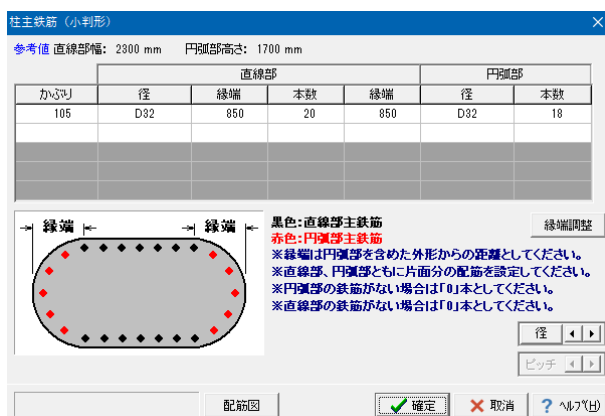 柱主鉄筋（小判形）
参考値 直線部幅: 2300 mm 円弧部高さ: 1700 mm
直線部 円弧部
かぶり 径 縁端 本数 縁端 径 本数
105 D32 850 20 850 D32 18
縁端 縁端
黒色:直線部主鉄筋
赤色:円弧部主鉄筋
※縁端は円弧部を含めた外形からの距離としてください。
※直線部、円弧部ともに片面分の配筋を設定してください。
※円弧部の鉄筋がない場合は「0」本としてください。
※直線部の鉄筋がない場合は「0」本としてください。
縁端調整
径
ピッチ
配筋図 確定 取消 ? ヘルプ(H)